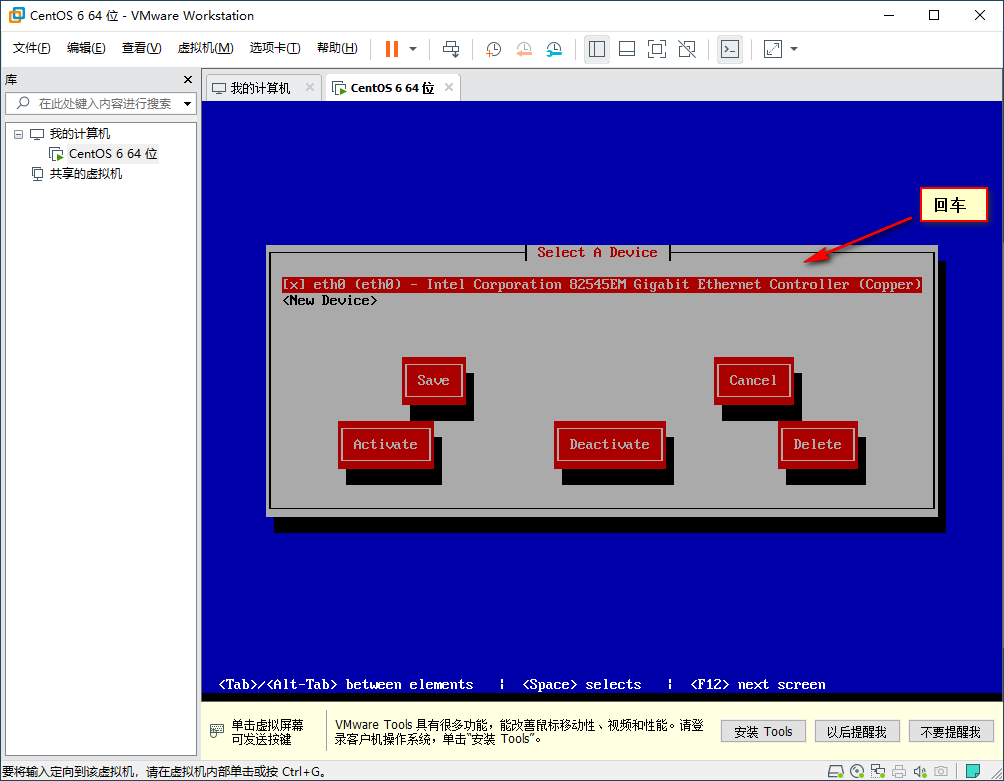 CentOS 6 64 位 - VMware Workstation
文件(F) 编辑(E) 查看(V) 虚拟机(M) 选项卡(T) 帮助(H)
库
在此处键入内容进行搜索
我的计算机
CentOS 6 64 位
共享的虚拟机
我的计算机 CentOS 6 64 位
回车
Select A Device
[x] eth0 (eth0) - Intel Corporation 82545EM Gigabit Ethernet Controller (Copper)
<New Device>
Save Cancel
Activate Deactivate Delete
<Tab>/<Alt-Tab> between elements | <Space> selects | <F12> next screen
单击虚拟屏幕
可发送按键
VMware Tools 具有很多功能，能改善鼠标移动性、视频和性能。请登
录客户机操作系统，单击“安装 Tools”。
安装 Tools 以后提醒我 不要提醒我
要将输入定向到该虚拟机，请在虚拟机内部单击或按 Ctrl+G。